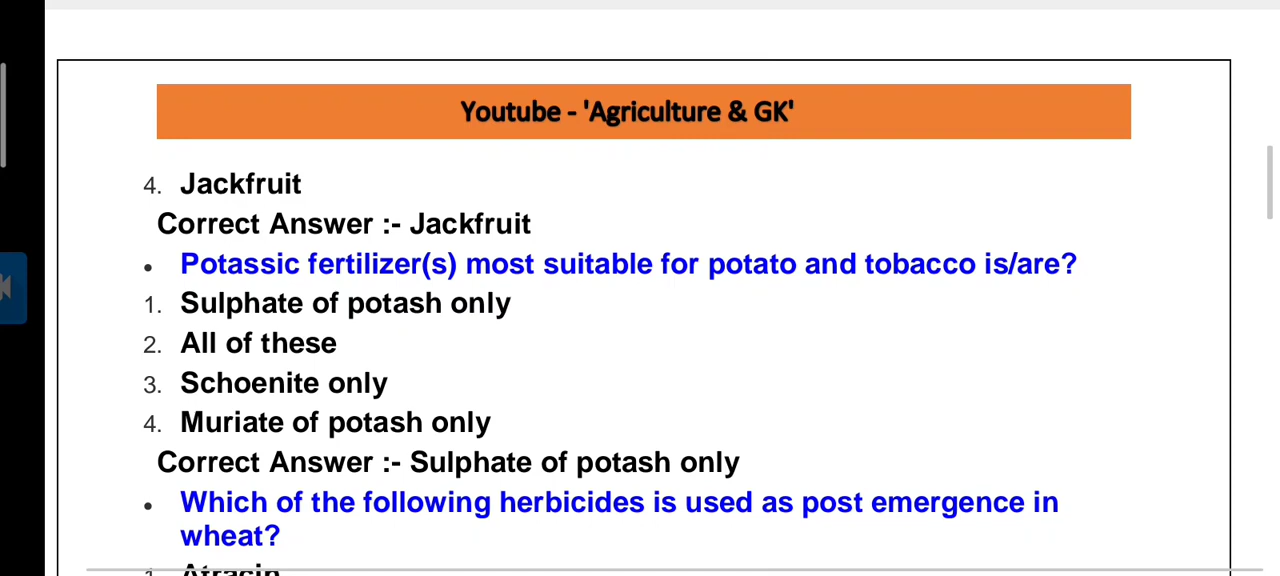 Youtube - 'Agriculture & GK'
4. Jackfruit
Correct Answer :- Jackfruit
• Potassic fertilizer(s) most suitable for potato and tobacco is/are?
1. Sulphate of potash only
2. All of these
3. Schoenite only
4. Muriate of potash only
Correct Answer :- Sulphate of potash only
• Which of the following herbicides is used as post emergence in
wheat?